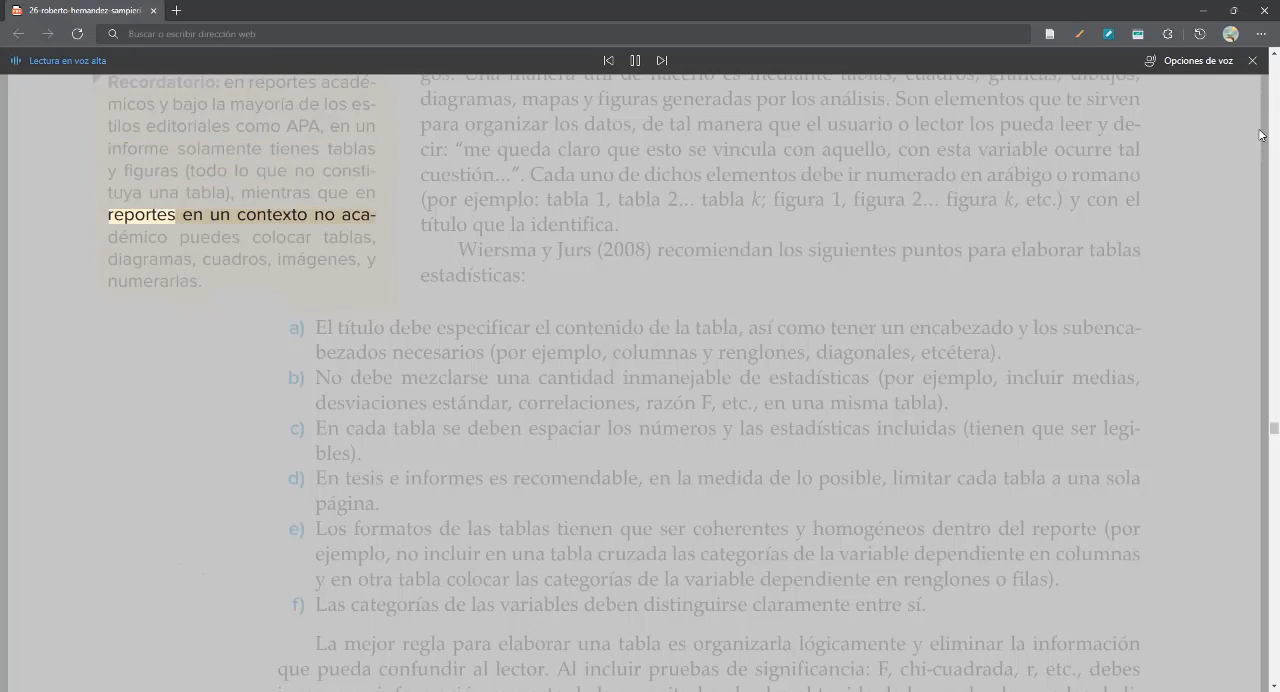 26-roberto-hernandez-sampieri
Buscar o escribir dirección web
Lectura en voz alta
Opciones de voz
Recordatorio: en reportes acadé-
micos y bajo la mayoría de los es-
tilos editoriales como APA, en un
informe solamente tienes tablas
y figuras (todo lo que no consti-
tuya una tabla), mientras que en
reportes en un contexto no aca-
démico puedes colocar tablas,
diagramas, cuadros, imágenes, y
numerarlas.
gos. Una manera útil de hacerlo es mediante tablas, cuadros, gráficas, dibujos,
diagramas, mapas y figuras generadas por los análisis. Son elementos que te sirven
para organizar los datos, de tal manera que el usuario o lector los pueda leer y de-
cir: “me queda claro que esto se vincula con aquello, con esta variable ocurre tal
cuestión...”. Cada uno de dichos elementos debe ir numerado en arábigo o romano
(por ejemplo: tabla 1, tabla 2... tabla k; figura 1, figura 2... figura k, etc.) y con el
título que la identifica.
Wiersma y Jurs (2008) recomiendan los siguientes puntos para elaborar tablas
estadísticas:
a) El título debe especificar el contenido de la tabla, así como tener un encabezado y los subenca-
bezados necesarios (por ejemplo, columnas y renglones, diagonales, etcétera).
b) No debe mezclarse una cantidad inmanejable de estadísticas (por ejemplo, incluir medias,
desviaciones estándar, correlaciones, razón F, etc., en una misma tabla).
c) En cada tabla se deben espaciar los números y las estadísticas incluidas (tienen que ser legi-
bles).
d) En tesis e informes es recomendable, en la medida de lo posible, limitar cada tabla a una sola
página.
e) Los formatos de las tablas tienen que ser coherentes y homogéneos dentro del reporte (por
ejemplo, no incluir en una tabla cruzada las categorías de la variable dependiente en columnas
y en otra tabla colocar las categorías de la variable dependiente en renglones o filas).
f) Las categorías de las variables deben distinguirse claramente entre sí.
La mejor regla para elaborar una tabla es organizarla lógicamente y eliminar la información
que pueda confundir al lector. Al incluir pruebas de significancia: F, chi-cuadrada, r, etc., debes